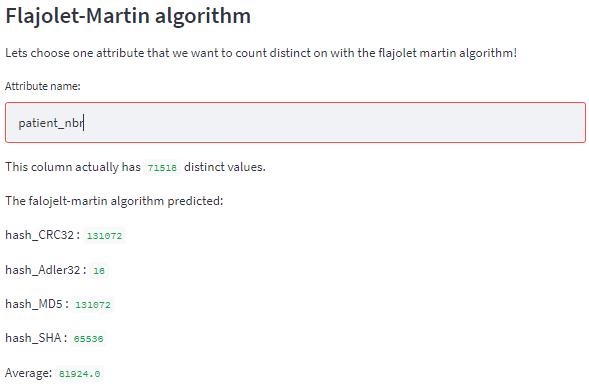 Flajolet-Martin algorithm
Lets choose one attribute that we want to count distinct on with the flajolet martin algorithm!
Attribute name:
patient_nbr
This column actually has 71518 distinct values.
The falojelt-martin algorithm predicted:
hash_CRC32 : 131072
hash_Adler32 : 16
hash_MD5 : 131072
hash_SHA : 65536
Average: 81924.0